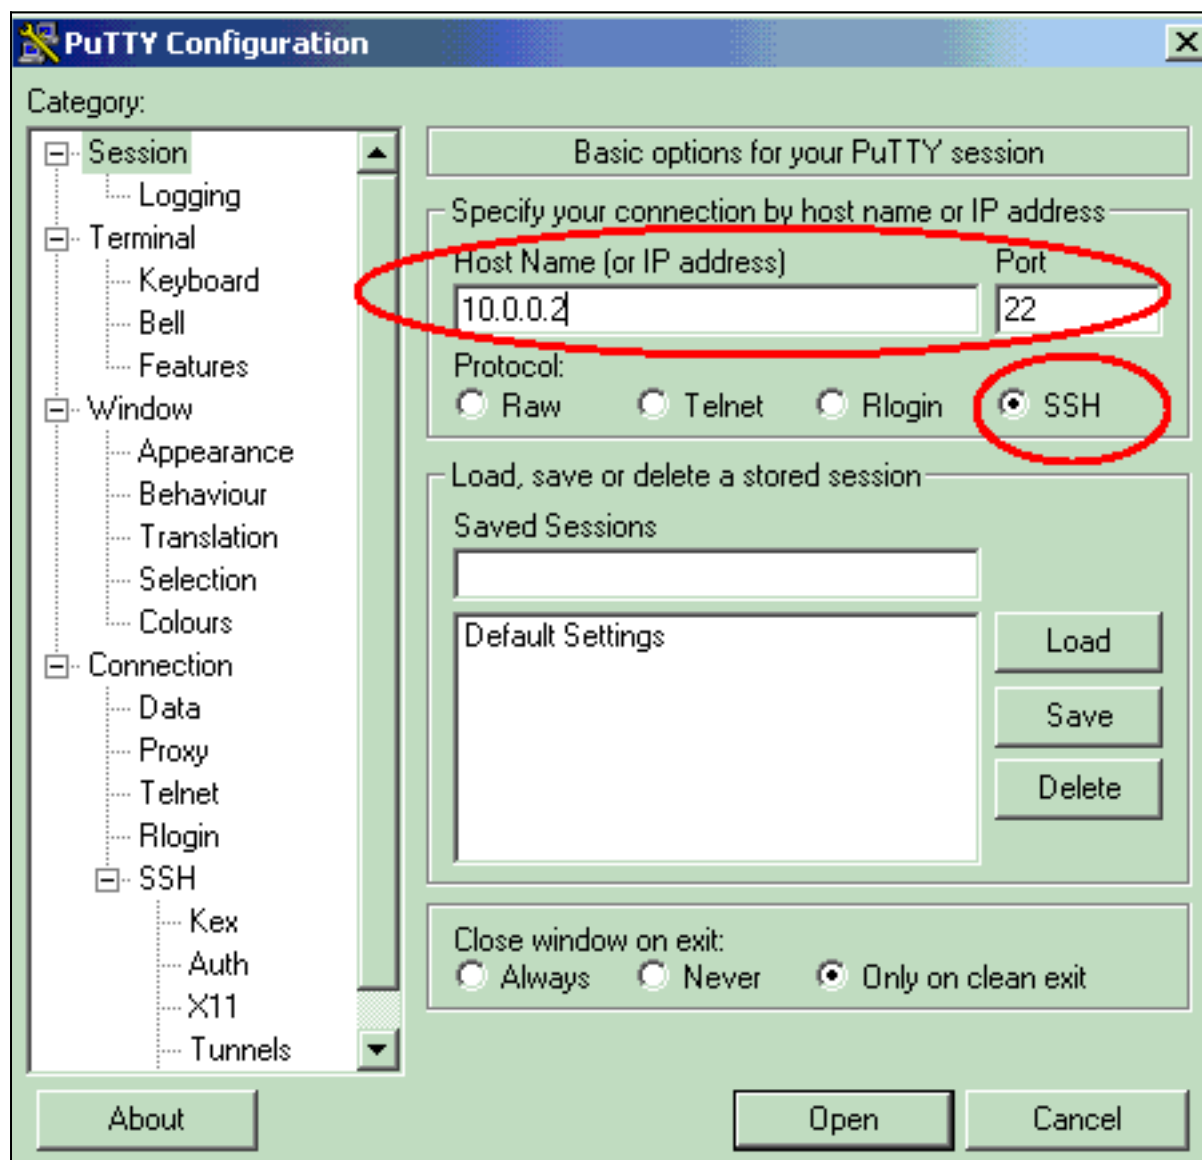 PuTTY Configuration
Category:
Session
Logging
Terminal
Keyboard
Bell
Features
Window
Appearance
Behaviour
Translation
Selection
Colours
Connection
Data
Proxy
Telnet
Rlogin
SSH
Kex
Auth
X11
Tunnels
Basic options for your PuTTY session
Specify your connection by host name or IP address
Host Name (or IP address) Port
10.0.0.2 22
Protocol:
Raw Telnet Rlogin SSH
Load, save or delete a stored session
Saved Sessions
Default Settings
Load
Save
Delete
Close window on exit:
Always Never Only on clean exit
About Open Cancel